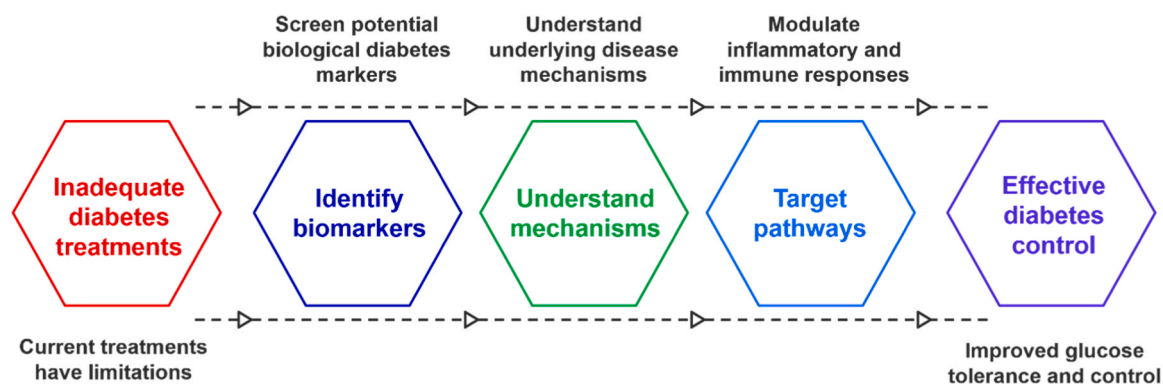 Screen potential
biological diabetes
markers
Understand
underlying disease
mechanisms
Modulate
inflammatory and
immune responses
Inadequate
diabetes
treatments
Identify
biomarkers
Understand
mechanisms
Target
pathways
Effective
diabetes
control
Current treatments
have limitations
Improved glucose
tolerance and control